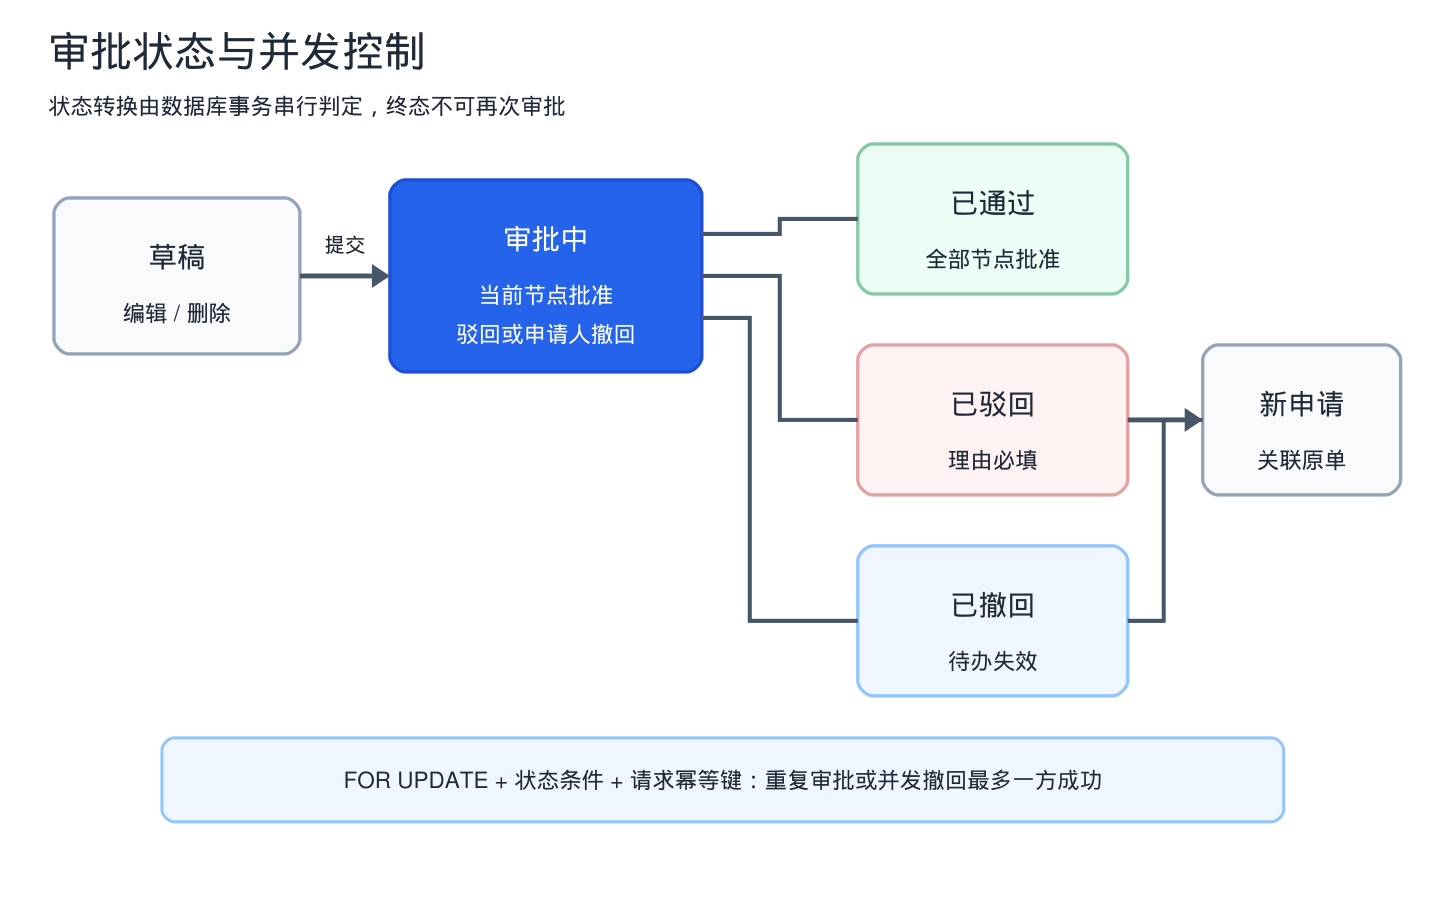 审批状态与并发控制
状态转换由数据库事务串行判定，终态不可再次审批
草稿
编辑 / 删除
提交
审批中
当前节点批准
驳回或申请人撤回
已通过
全部节点批准
已驳回
理由必填
新申请
关联原单
已撤回
待办失效
FOR UPDATE + 状态条件 + 请求幂等键：重复审批或并发撤回最多一方成功